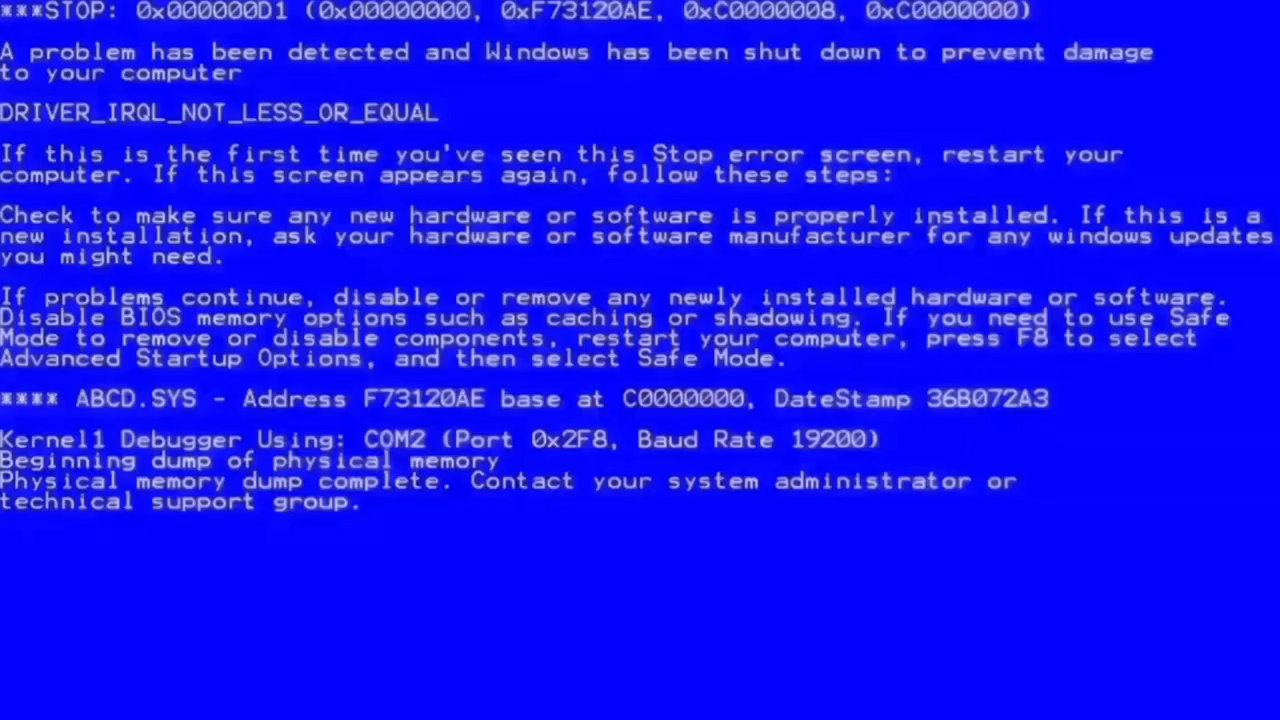 ***STOP: 0x000000D1 (0x00000000, 0xF73120AE, 0xC0000008, 0xC0000000)
A problem has been detected and Windows has been shut down to prevent damage
to your computer
DRIVER_IRQL_NOT_LESS_OR_EQUAL
If this is the first time you've seen this Stop error screen, restart your
computer. If this screen appears again, follow these steps:
Check to make sure any new hardware or software is properly installed. If this is a
new installation, ask your hardware or software manufacturer for any windows updates
you might need.
If problems continue, disable or remove any newly installed hardware or software.
Disable BIOS memory options such as caching or shadowing. If you need to use Safe
Mode to remove or disable components, restart your computer, press F8 to select
Advanced Startup Options, and then select Safe Mode.
**** ABCD.SYS - Address F73120AE base at C0000000, DateStamp 36B072A3
Kernel1 Debugger Using: COM2 (Port 0x2F8, Baud Rate 19200)
Beginning dump of physical memory
Physical memory dump complete. Contact your system administrator or
technical support group.